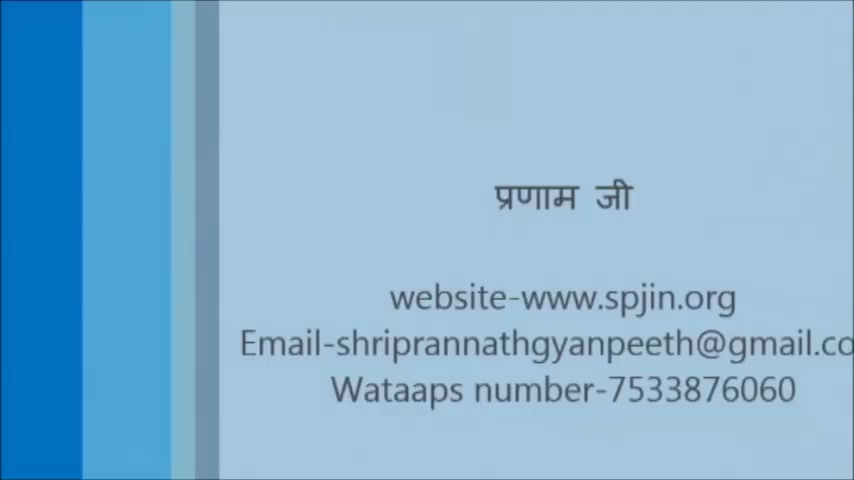 प्रणाम जी
website-www.spjin.org
Email-shriprannathgyanpeeth@gmail.co
Wataaps number-7533876060